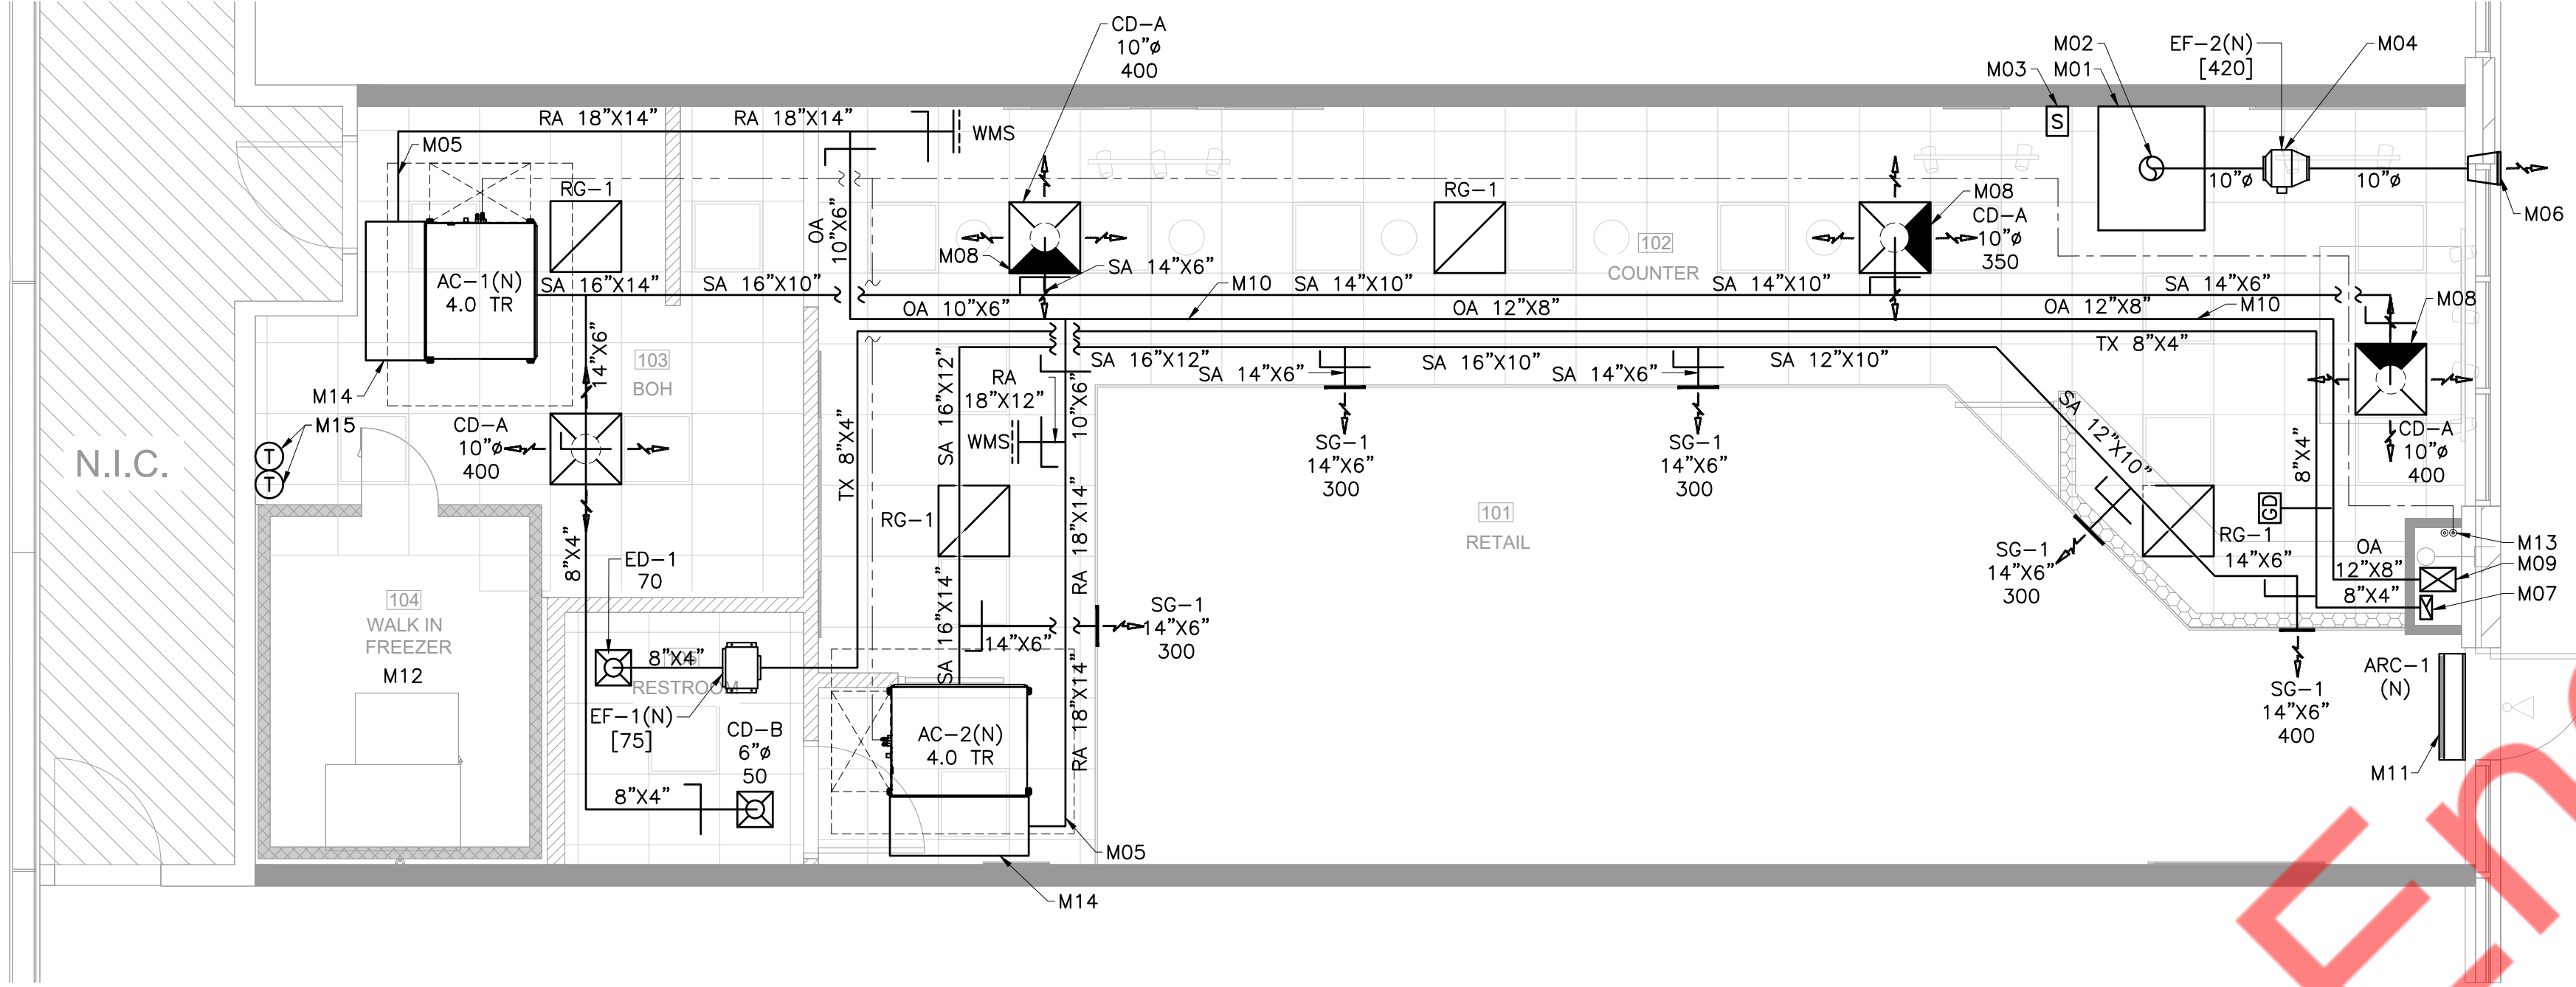 CD-A
10"ø
400
M02
M01
M03
EF-2(N)
[420]
M04
RA 18"X14"
RA 18"X14"
WMS
M05
S
10"ø
10"ø
M06
RG-1
RG-1
OA
10"X6"
M08
M08
CD-A
10"ø
350
102
COUNTER
AC-1(N)
4.0 TR
SA 16"X14"
SA 16"X10"
SA 14"X6"
SA 14"X10"
SA 14"X10"
SA 14"X6"
M10
M08
OA 10"X6"
OA 12"X8"
OA 12"X8"
M10
TX 8"X4"
14"X6"
103
BOH
SA 16"X12"
SA 16"X12"
SA 16"X10"
SA 12"X10"
SA 14"X6"
SA 14"X6"
RA
18"X12"
10"X6"
M14
M15
T
T
CD-A
10"ø
400
TX 8"X4"
WMS
SG-1
14"X6"
300
SG-1
14"X6"
300
SA 12"X10"
8"X4"
CD-A
10"ø
400
N.I.C.
RG-1
RA 18"X14"
101
RETAIL
GD
RG-1
14"X6"
SG-1
14"X6"
300
OA
12"X8"
8"X4"
M13
M09
M07
8"X4"
ED-1
70
104
WALK IN
FREEZER
M12
SA 16"X14"
14"X6"
SG-1
14"X6"
300
8"X4"
RESTROOM
EF-1(N)
[75]
CD-B
6"ø
50
8"X4"
AC-2(N)
4.0 TR
RA 18"X14"
M05
M14
SG-1
14"X6"
400
ARC-1
(N)
M11